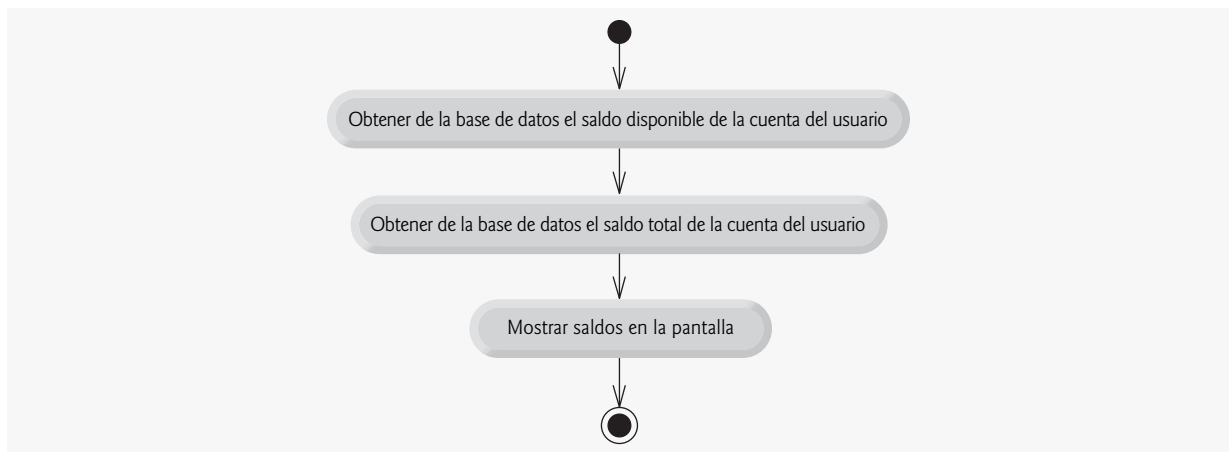 Obtener de la base de datos el saldo disponible de la cuenta del usuario
Obtener de la base de datos el saldo total de la cuenta del usuario
Mostrar saldos en la pantalla